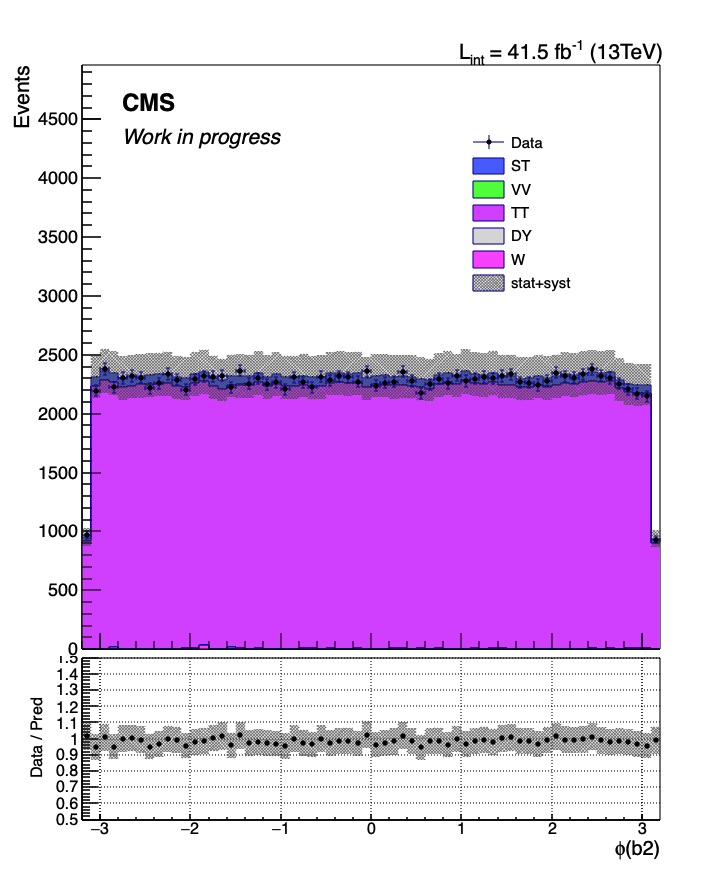 L_int = 41.5 fb⁻¹ (13TeV)
Events
CMS
Work in progress
Data
ST
VV
TT
DY
W
stat+syst
4500
4000
3500
3000
2500
2000
1500
1000
500
0
Data / Pred
1.5
1.4
1.3
1.2
1.1
1
0.9
0.8
0.7
0.6
0.5
−3 −2 −1 0 1 2 3
ϕ(b2)